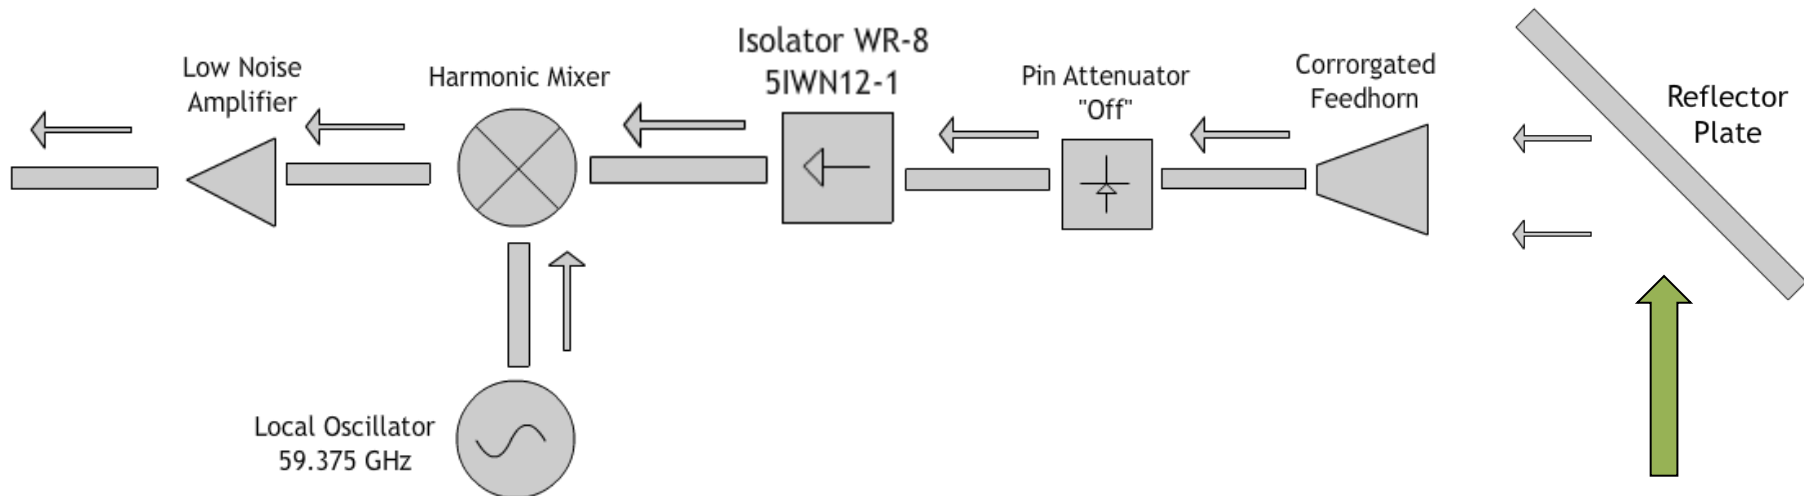 Low Noise
Amplifier
Harmonic Mixer
Isolator WR-8
5IWN12-1
Pin Attenuator
"Off"
Corrorgated
Feedhorn
Reflector
Plate
Local Oscillator
59.375 GHz